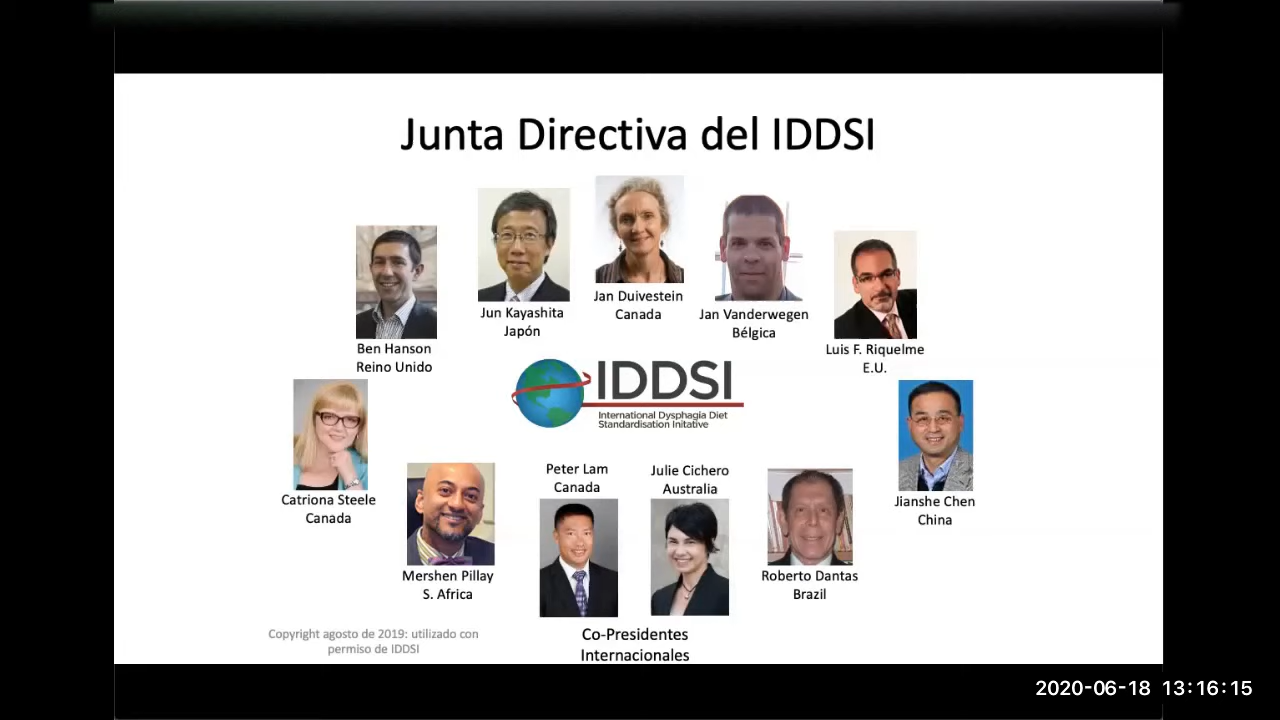 Junta Directiva del IDDSI
Ben Hanson
Reino Unido
Jun Kayashita
Japón
Jan Duivestein
Canada
Jan Vanderwegen
Bélgica
Luis F. Riquelme
E.U.
IDDSI
International Dysphagia Diet
Standardisation Initative
Catriona Steele
Canada
Mershen Pillay
S. Africa
Peter Lam
Canada
Julie Cichero
Australia
Roberto Dantas
Brazil
Jianshe Chen
China
Co-Presidentes
Internacionales
Copyright agosto de 2019: utilizado con
permiso de IDDSI
2020-06-18 13:16:15